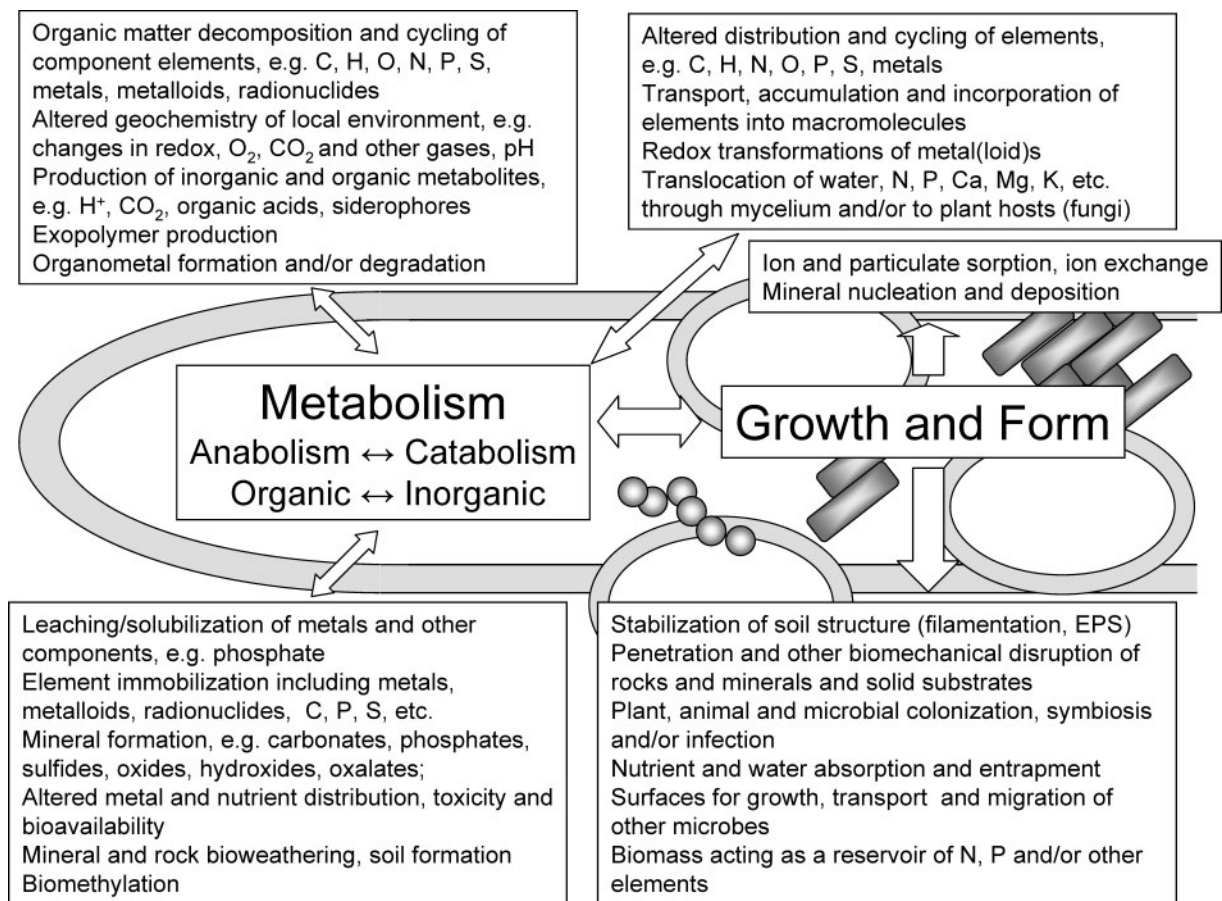 Organic matter decomposition and cycling of
component elements, e.g. C, H, O, N, P, S,
metals, metalloids, radionuclides
Altered geochemistry of local environment, e.g.
changes in redox, O₂, CO₂ and other gases, pH
Production of inorganic and organic metabolites,
e.g. H⁺, CO₂, organic acids, siderophores
Exopolymer production
Organometal formation and/or degradation
Altered distribution and cycling of elements,
e.g. C, H, N, O, P, S, metals
Transport, accumulation and incorporation of
elements into macromolecules
Redox transformations of metal(loid)s
Translocation of water, N, P, Ca, Mg, K, etc.
through mycelium and/or to plant hosts (fungi)
Ion and particulate sorption, ion exchange
Mineral nucleation and deposition
Metabolism
Anabolism ↔ Catabolism
Organic ↔ Inorganic
Growth and Form
Leaching/solubilization of metals and other
components, e.g. phosphate
Element immobilization including metals,
metalloids, radionuclides, C, P, S, etc.
Mineral formation, e.g. carbonates, phosphates,
sulfides, oxides, hydroxides, oxalates;
Altered metal and nutrient distribution, toxicity and
bioavailability
Mineral and rock bioweathering, soil formation
Biomethylation
Stabilization of soil structure (filamentation, EPS)
Penetration and other biomechanical disruption of
rocks and minerals and solid substrates
Plant, animal and microbial colonization, symbiosis
and/or infection
Nutrient and water absorption and entrapment
Surfaces for growth, transport and migration of
other microbes
Biomass acting as a reservoir of N, P and/or other
elements